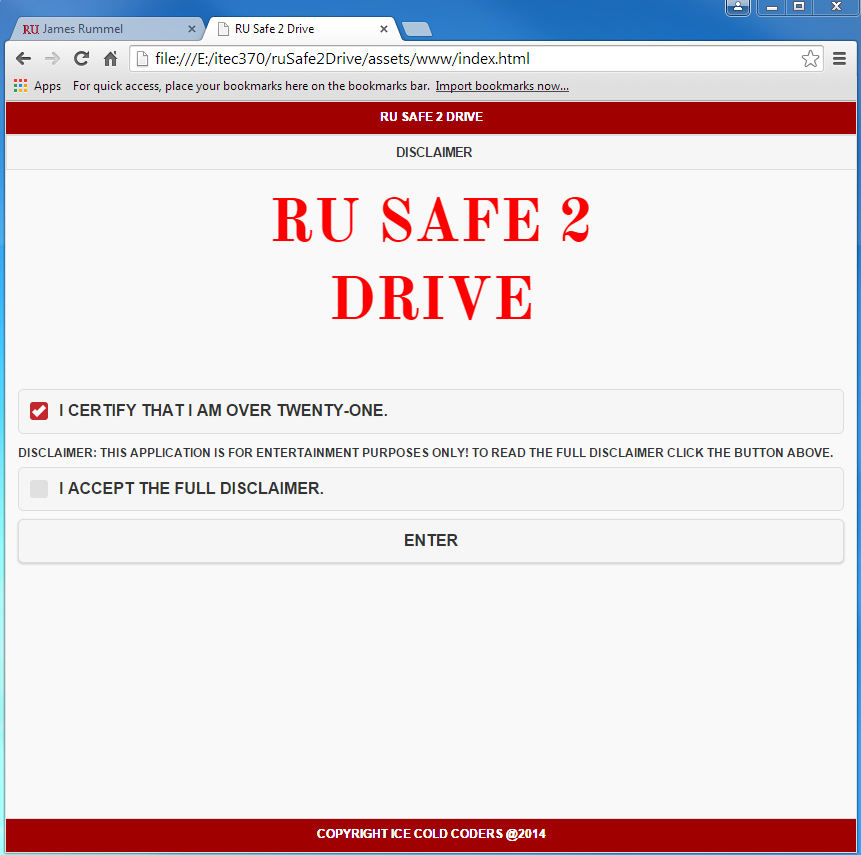 RU James Rummel
RU Safe 2 Drive
file:///E:/itec370/ruSafe2Drive/assets/www/index.html
Apps For quick access, place your bookmarks here on the bookmarks bar. Import bookmarks now...
RU SAFE 2 DRIVE
DISCLAIMER
RU SAFE 2
DRIVE
I CERTIFY THAT I AM OVER TWENTY-ONE.
DISCLAIMER: THIS APPLICATION IS FOR ENTERTAINMENT PURPOSES ONLY! TO READ THE FULL DISCLAIMER CLICK THE BUTTON ABOVE.
I ACCEPT THE FULL DISCLAIMER.
ENTER
COPYRIGHT ICE COLD CODERS @2014